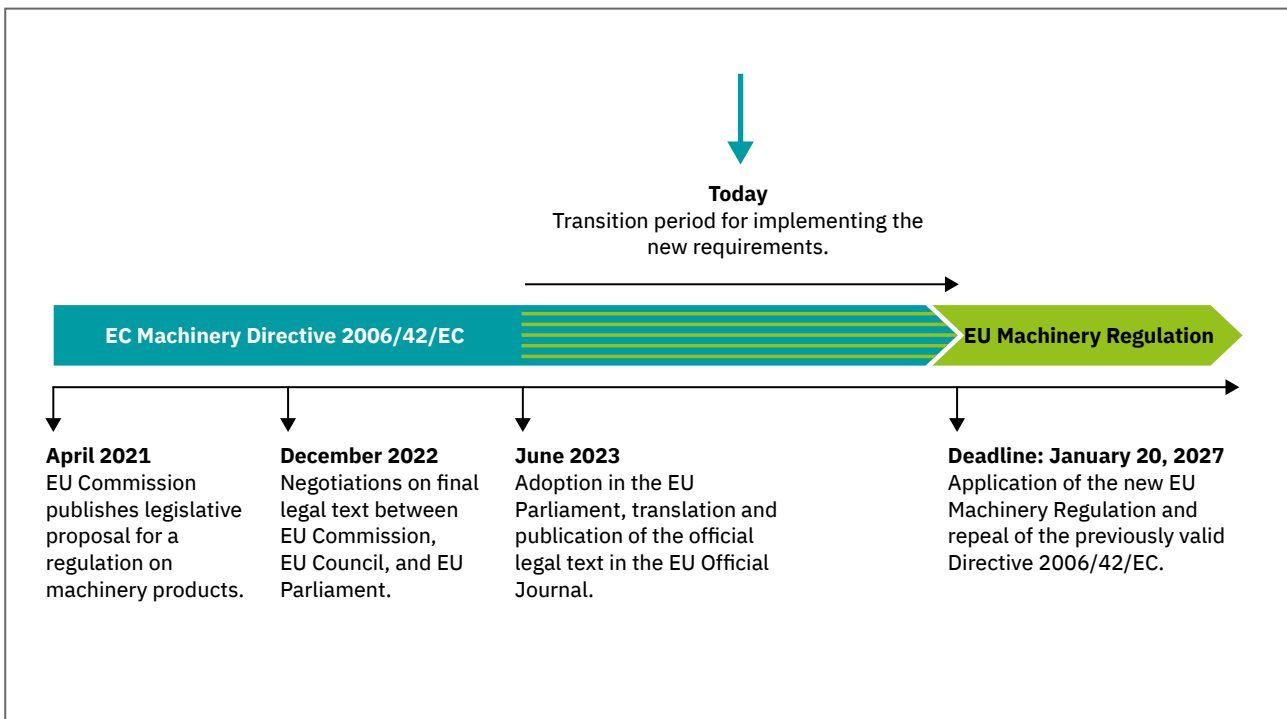 Today
Transition period for implementing the
new requirements.
EC Machinery Directive 2006/42/EC
EU Machinery Regulation
April 2021
EU Commission
publishes legislative
proposal for a
regulation on
machinery products.
December 2022
Negotiations on final
legal text between
EU Commission,
EU Council, and EU
Parliament.
June 2023
Adoption in the EU
Parliament, translation and
publication of the official
legal text in the EU Official
Journal.
Deadline: January 20, 2027
Application of the new EU
Machinery Regulation and
repeal of the previously valid
Directive 2006/42/EC.